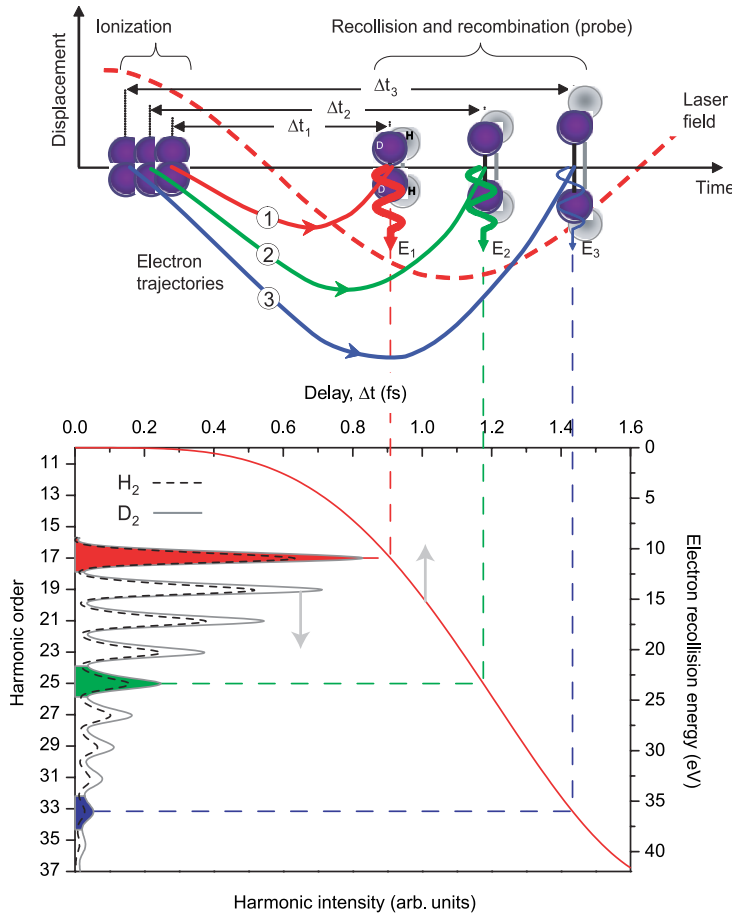 Ionization
Recollision and recombination (probe)
Displacement
Δt3
Δt2
Δt1
Laser
field
D
H
D
H
Time
1
2
3
Electron
trajectories
E1
E2
E3
Delay, Δt (fs)
0.0 0.2 0.4 0.6 0.8 1.0 1.2 1.4 1.6
11
13
15
17
19
21
23
25
27
29
31
33
35
37
Harmonic order
H2
D2
0
5
10
15
20
25
30
35
40
Electron recollision energy (eV)
Harmonic intensity (arb. units)